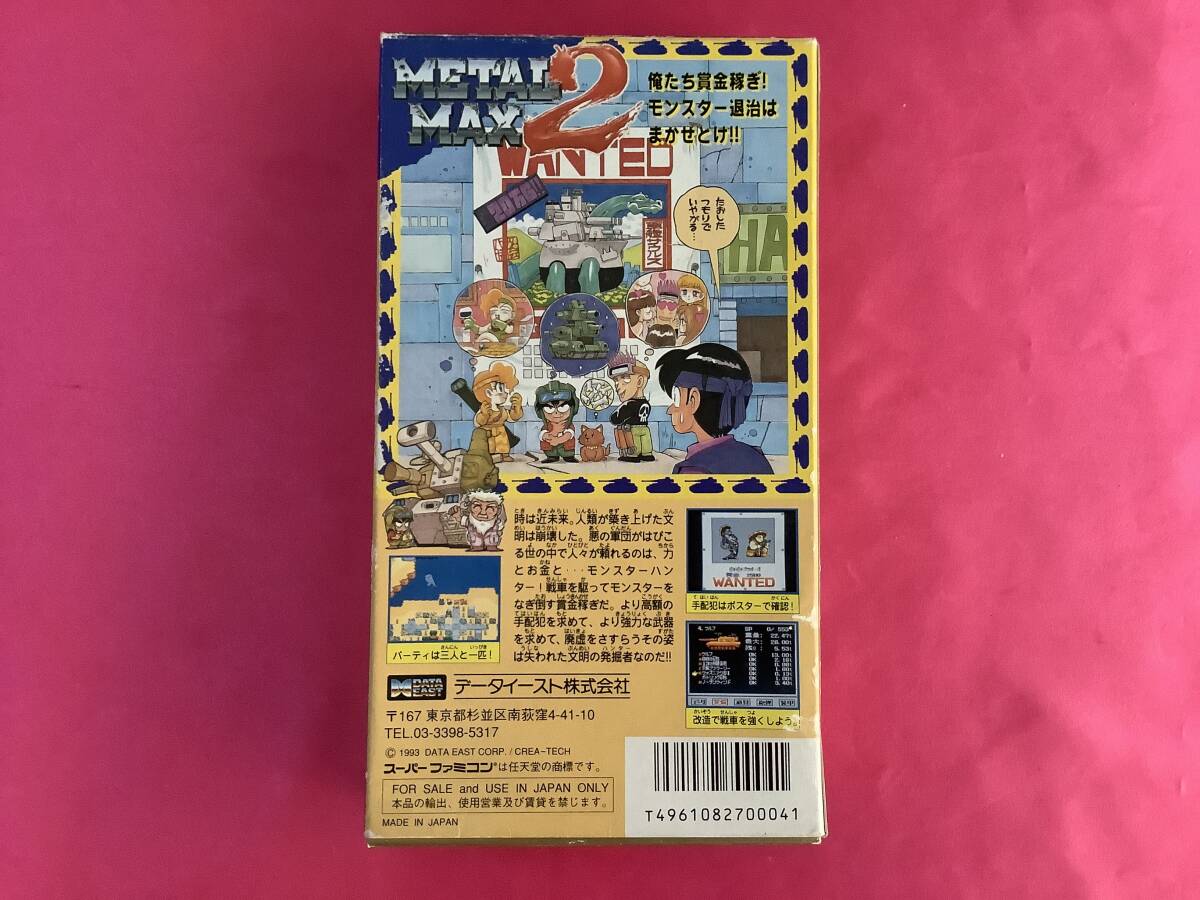 METAL
MAX 2
俺たち賞金稼ぎ!
モンスター退治は
まかせとけ!!
WANTED
20万G!!
たおした
つもりで
いやがる…
HA
時は近未来。人類が築き上げた文
明は崩壊した。悪の軍団がはびこ
る世の中で人々が頼れるのは、力
とお金と・・・モンスターハン
ター!戦車を駆ってモンスターを
なぎ倒す賞金稼ぎだ。より高額の
手配犯を求めて、より強力な武器
を求めて、廃虚をさすらうその姿
は失われた文明の発掘者なのだ!!
パーティは三人と一匹!
WANTED
手配犯はポスターで確認!
改造で戦車を強くしよう。
DATA
EAST
データイースト株式会社
〒167 東京都杉並区南荻窪4-41-10
TEL.03-3398-5317
© 1993 DATA EAST CORP. / CREA-TECH
スーパーファミコンは任天堂の商標です。
FOR SALE and USE IN JAPAN ONLY
本品の輸出、使用営業及び賃貸を禁じます。
MADE IN JAPAN
T4961082700041